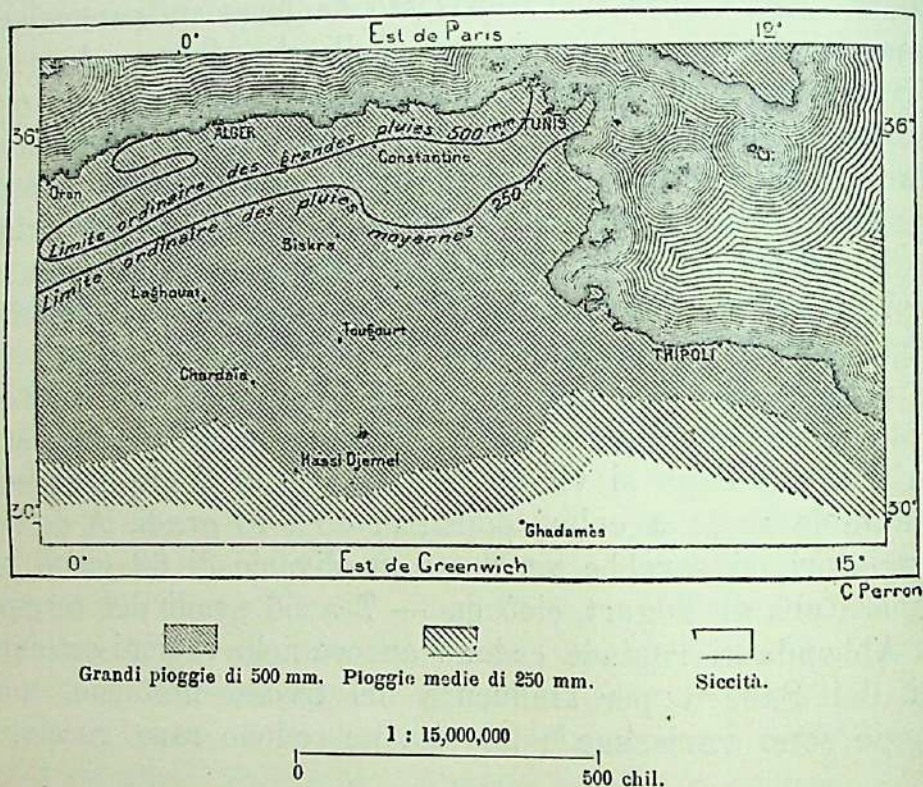 Est de Paris
0°
12
36°
36°
ALGER
TUNIS
Constantine
Oran
Limite ordinaire des grandes pluies 500 mm
Limite ordinaire des pluies moyennes 250 mm
Biskra
Laghouat
Tougourt
Ghardaïa
THIPOLI
Hassi Djemel
30°
30°
Ghadamès
0°
Est de Greenwich
15°
C Perron
Grandi pioggie di 500 mm. Pioggie medie di 250 mm. Siccità.
1 : 15,000,000
0 500 chil.